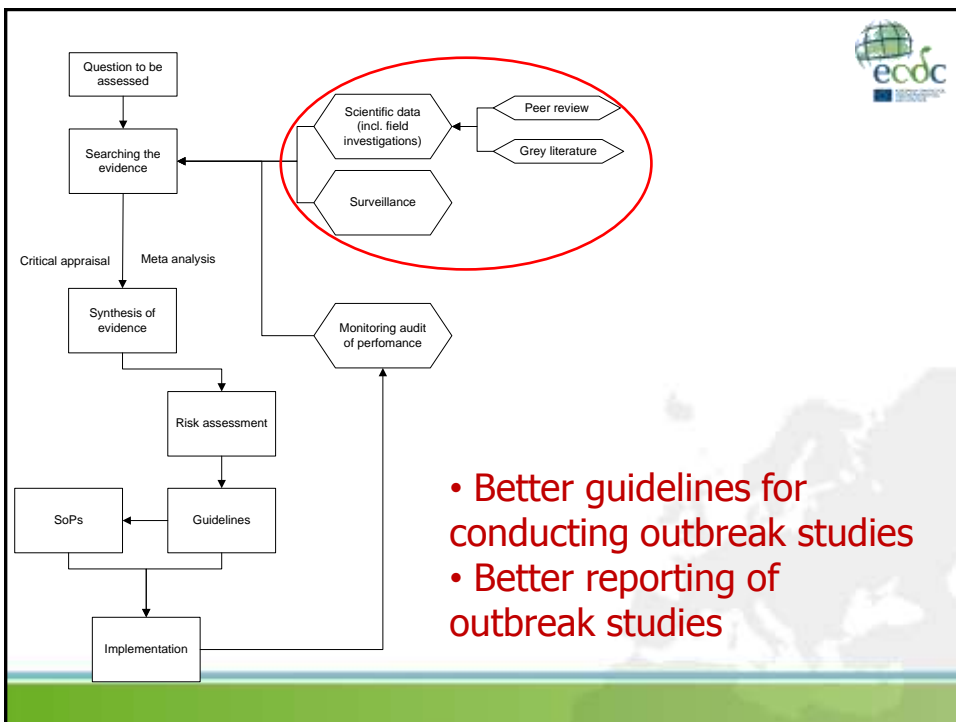 ecdc
Question to be
assessed
Scientific data
(incl. field
investigations)
Peer review
Grey literature
Searching the
evidence
Surveillance
Critical appraisal
Meta analysis
Synthesis of
evidence
Monitoring audit
of perfomance
Risk assessment
SoPs
Guidelines
Implementation
• Better guidelines for
conducting outbreak studies
• Better reporting of
outbreak studies